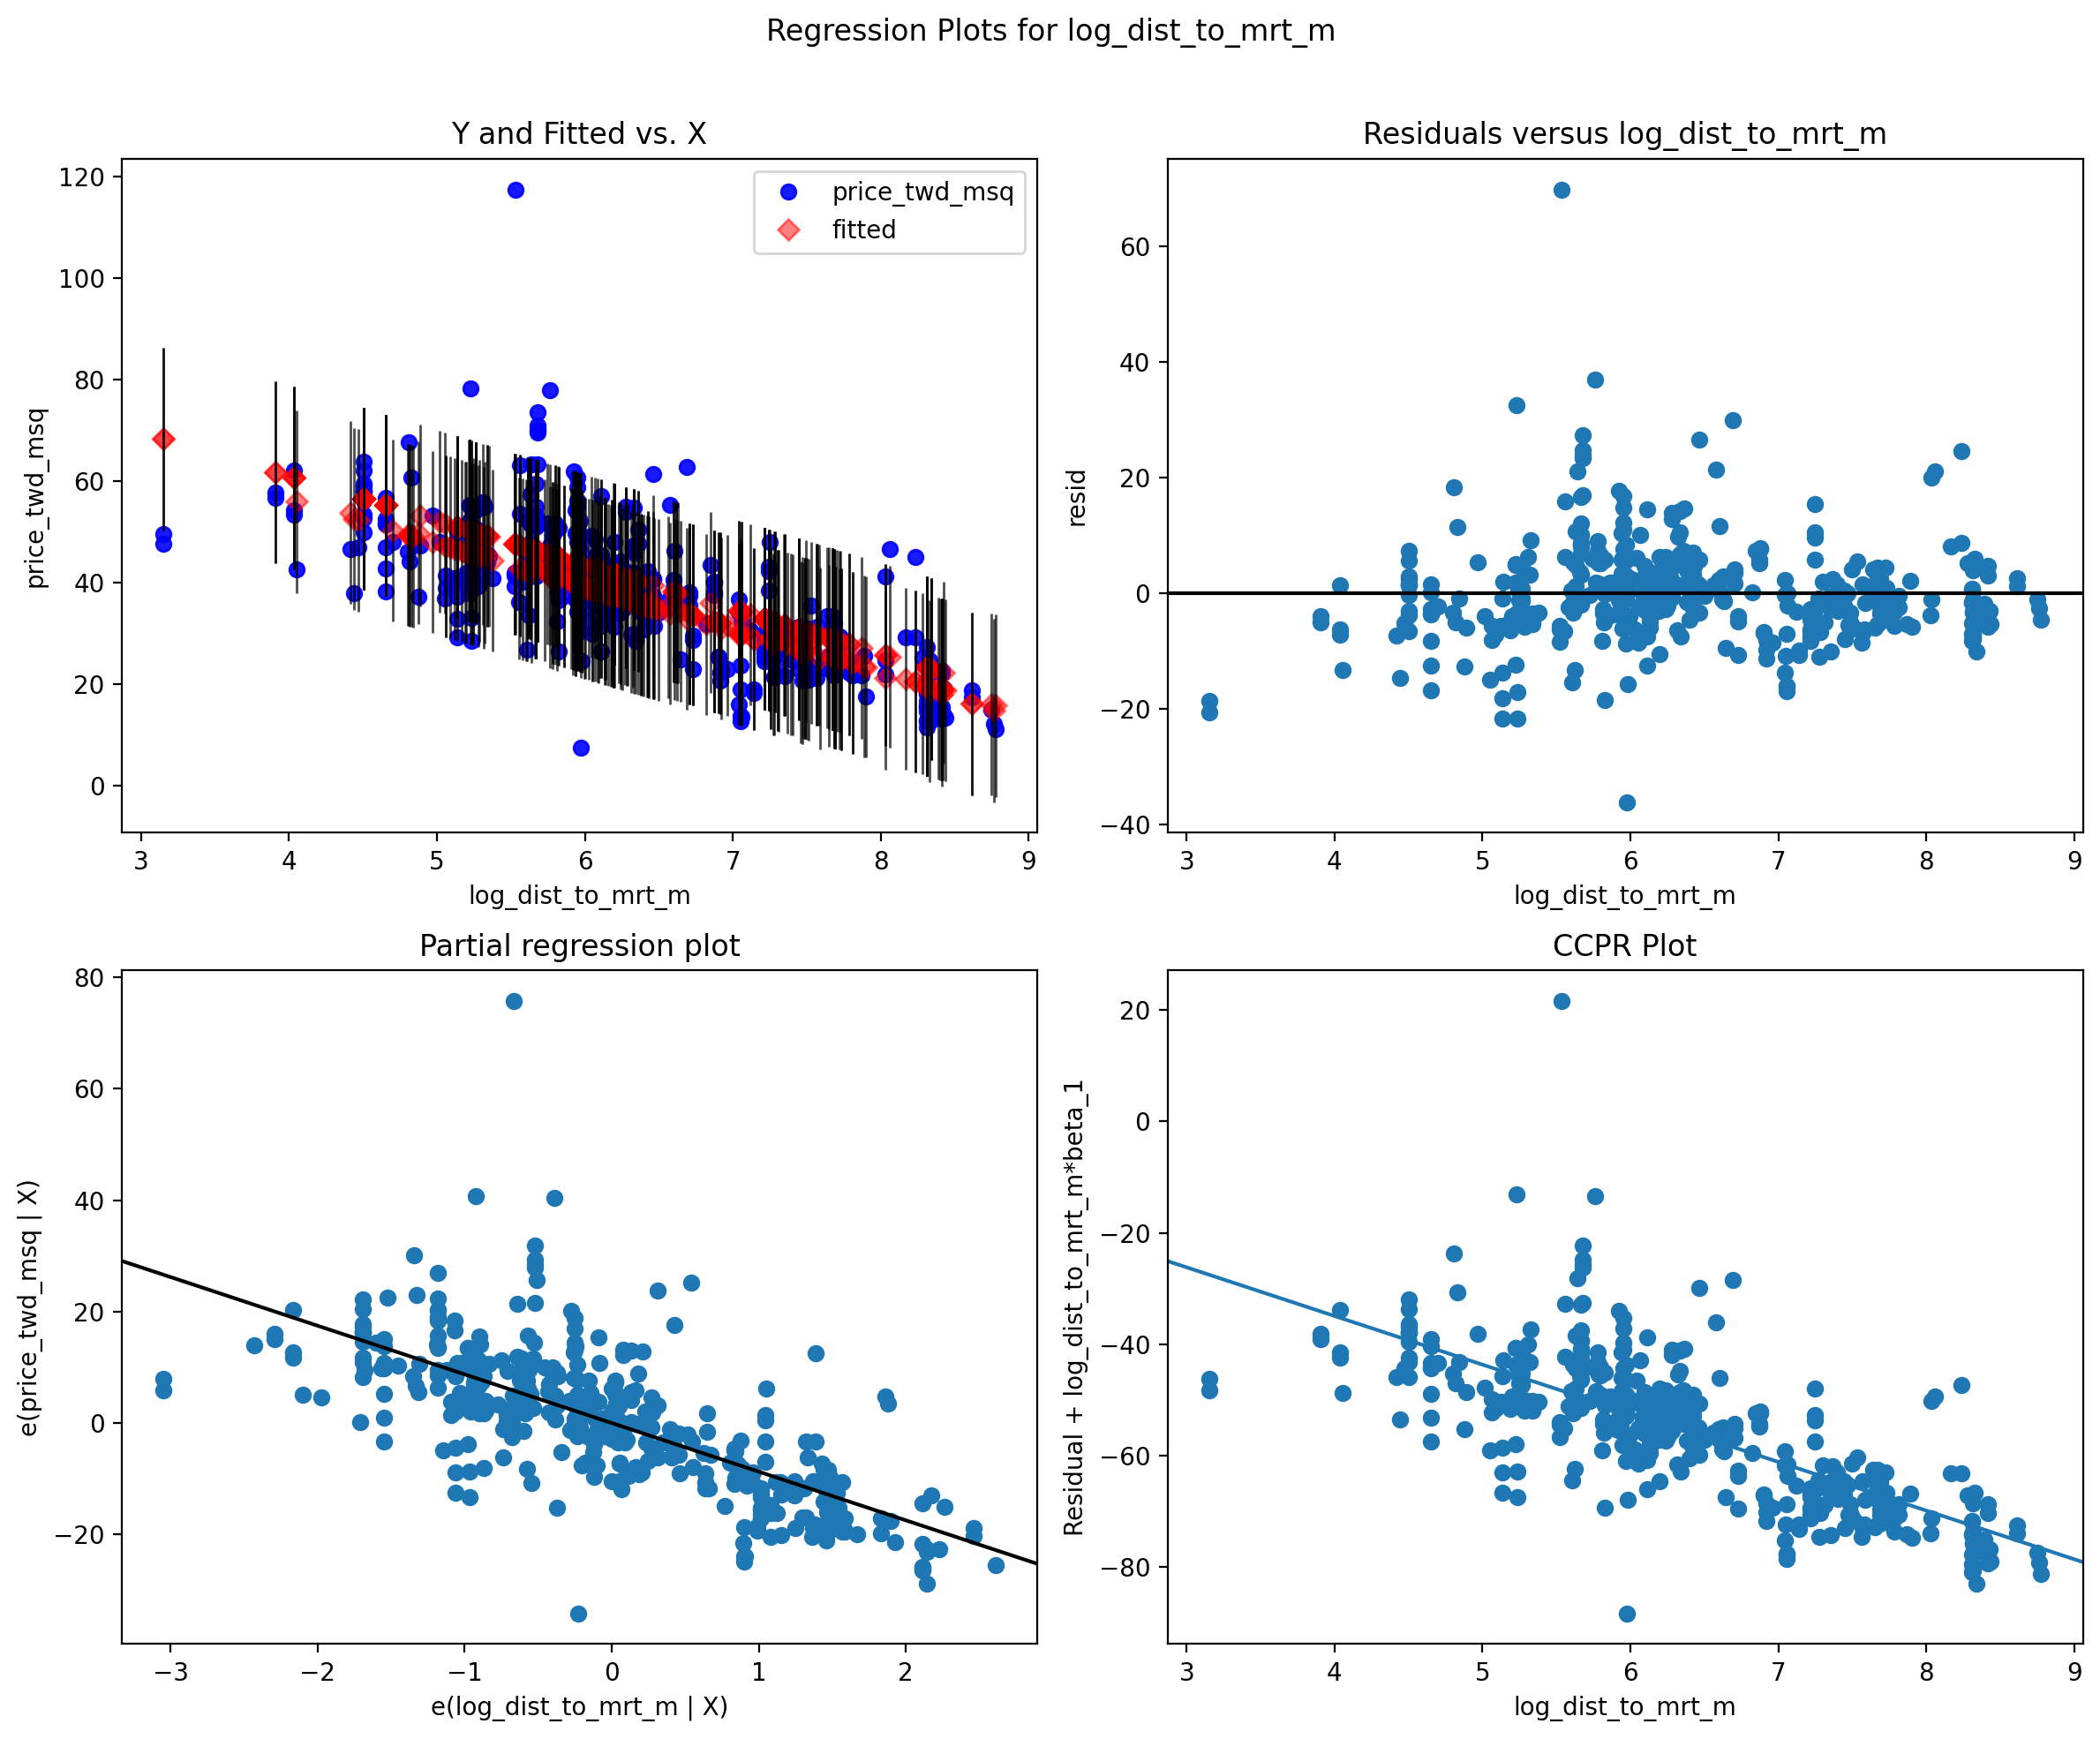 Regression Plots for log_dist_to_mrt_m
Y and Fitted vs. X
120
100
80
60
40
20
0
price_twd_msq
price_twd_msq
fitted
3 4 5 6 7 8 9
log_dist_to_mrt_m
Residuals versus log_dist_to_mrt_m
60
40
20
0
−20
−40
resid
3 4 5 6 7 8 9
log_dist_to_mrt_m
Partial regression plot
80
60
40
20
0
−20
e(price_twd_msq | X)
−3 −2 −1 0 1 2
e(log_dist_to_mrt_m | X)
CCPR Plot
20
0
−20
−40
−60
−80
Residual + log_dist_to_mrt_m*beta_1
3 4 5 6 7 8 9
log_dist_to_mrt_m